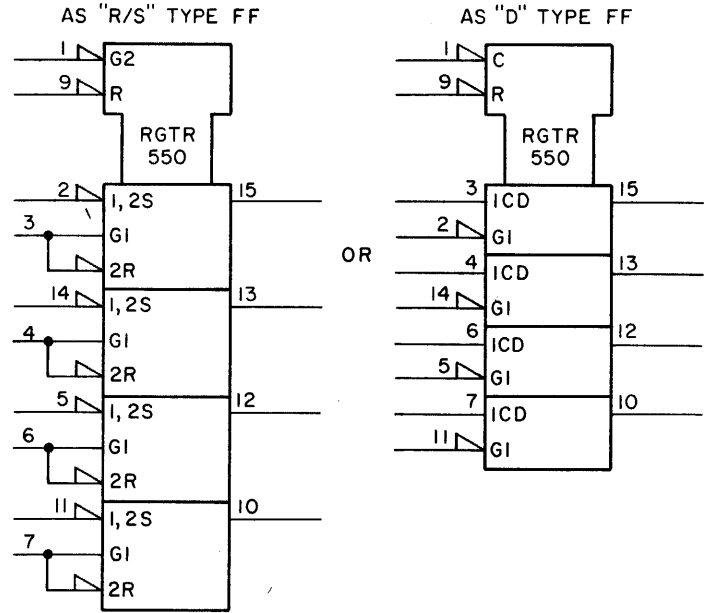 AS "R/S" TYPE FF
1
G2
9
R
RGTR
550
2
1,2S
15
3
G1
2R
14
1,2S
13
4
G1
2R
5
1,2S
12
6
G1
2R
11
1,2S
10
7
G1
2R
OR
AS "D" TYPE FF
1
C
9
R
RGTR
550
3
1CD
15
2
G1
4
1CD
13
14
G1
6
1CD
12
5
G1
7
1CD
10
11
G1